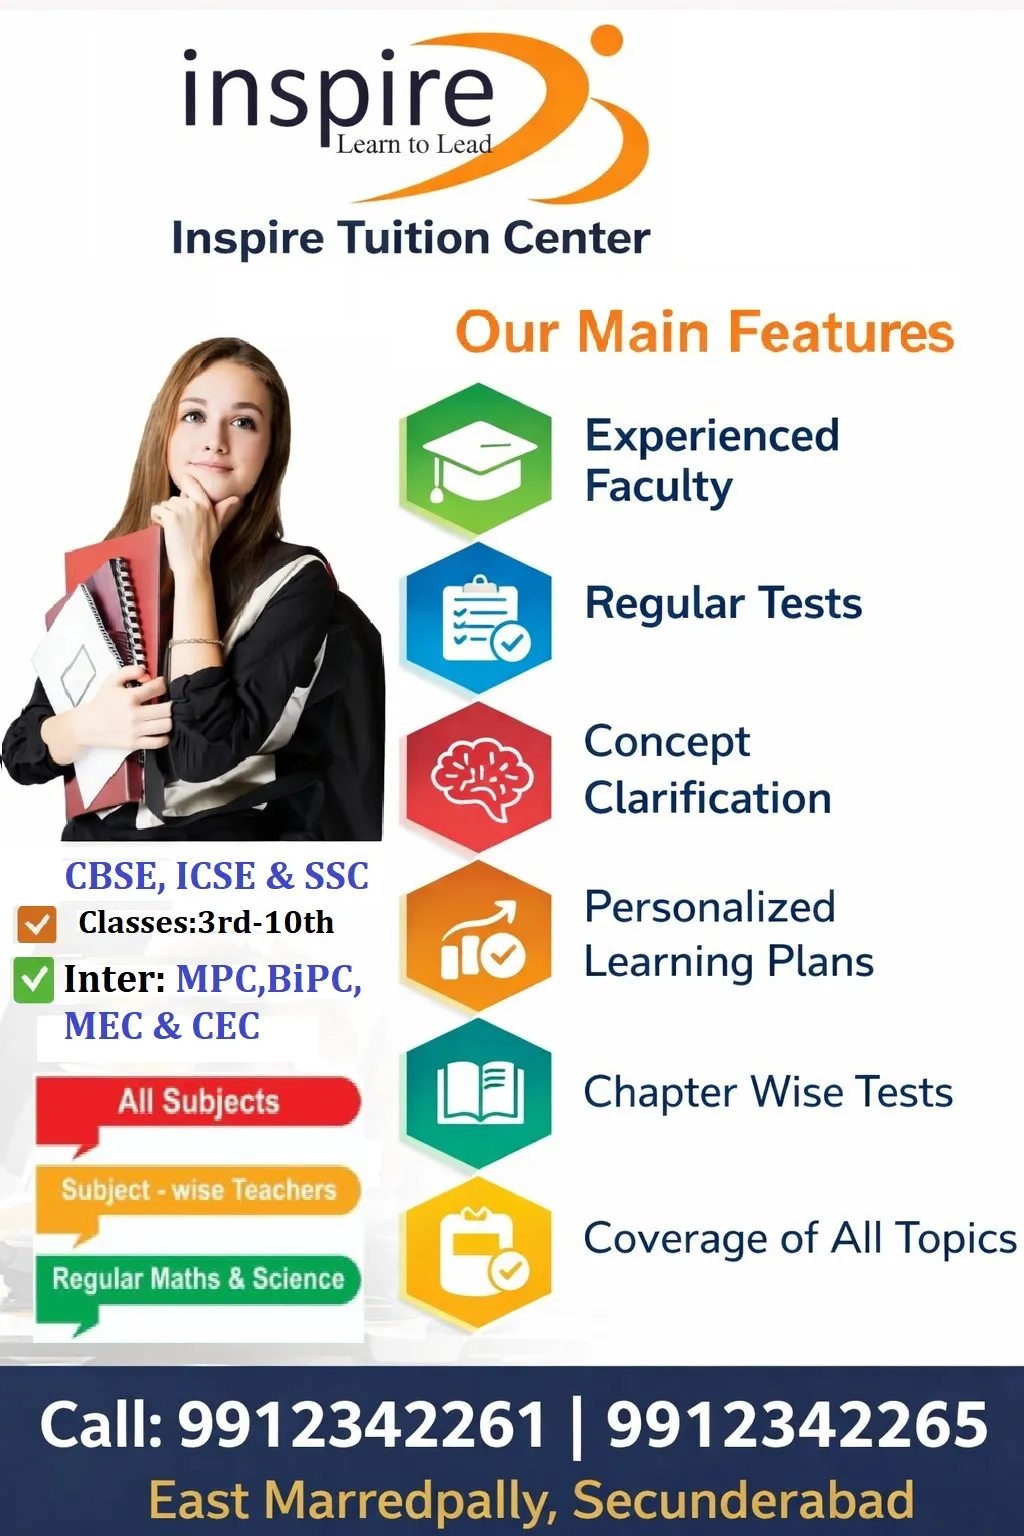 inspire
Learn to Lead
Inspire Tuition Center
Our Main Features
Experienced
Faculty
Regular Tests
Concept
Clarification
Personalized
Learning Plans
Chapter Wise Tests
Coverage of All Topics
CBSE, ICSE & SSC
Classes:3rd-10th
Inter: MPC,BiPC,
MEC & CEC
All Subjects
Subject - wise Teachers
Regular Maths & Science
Call: 9912342261 | 9912342265
East Marredpally, Secunderabad